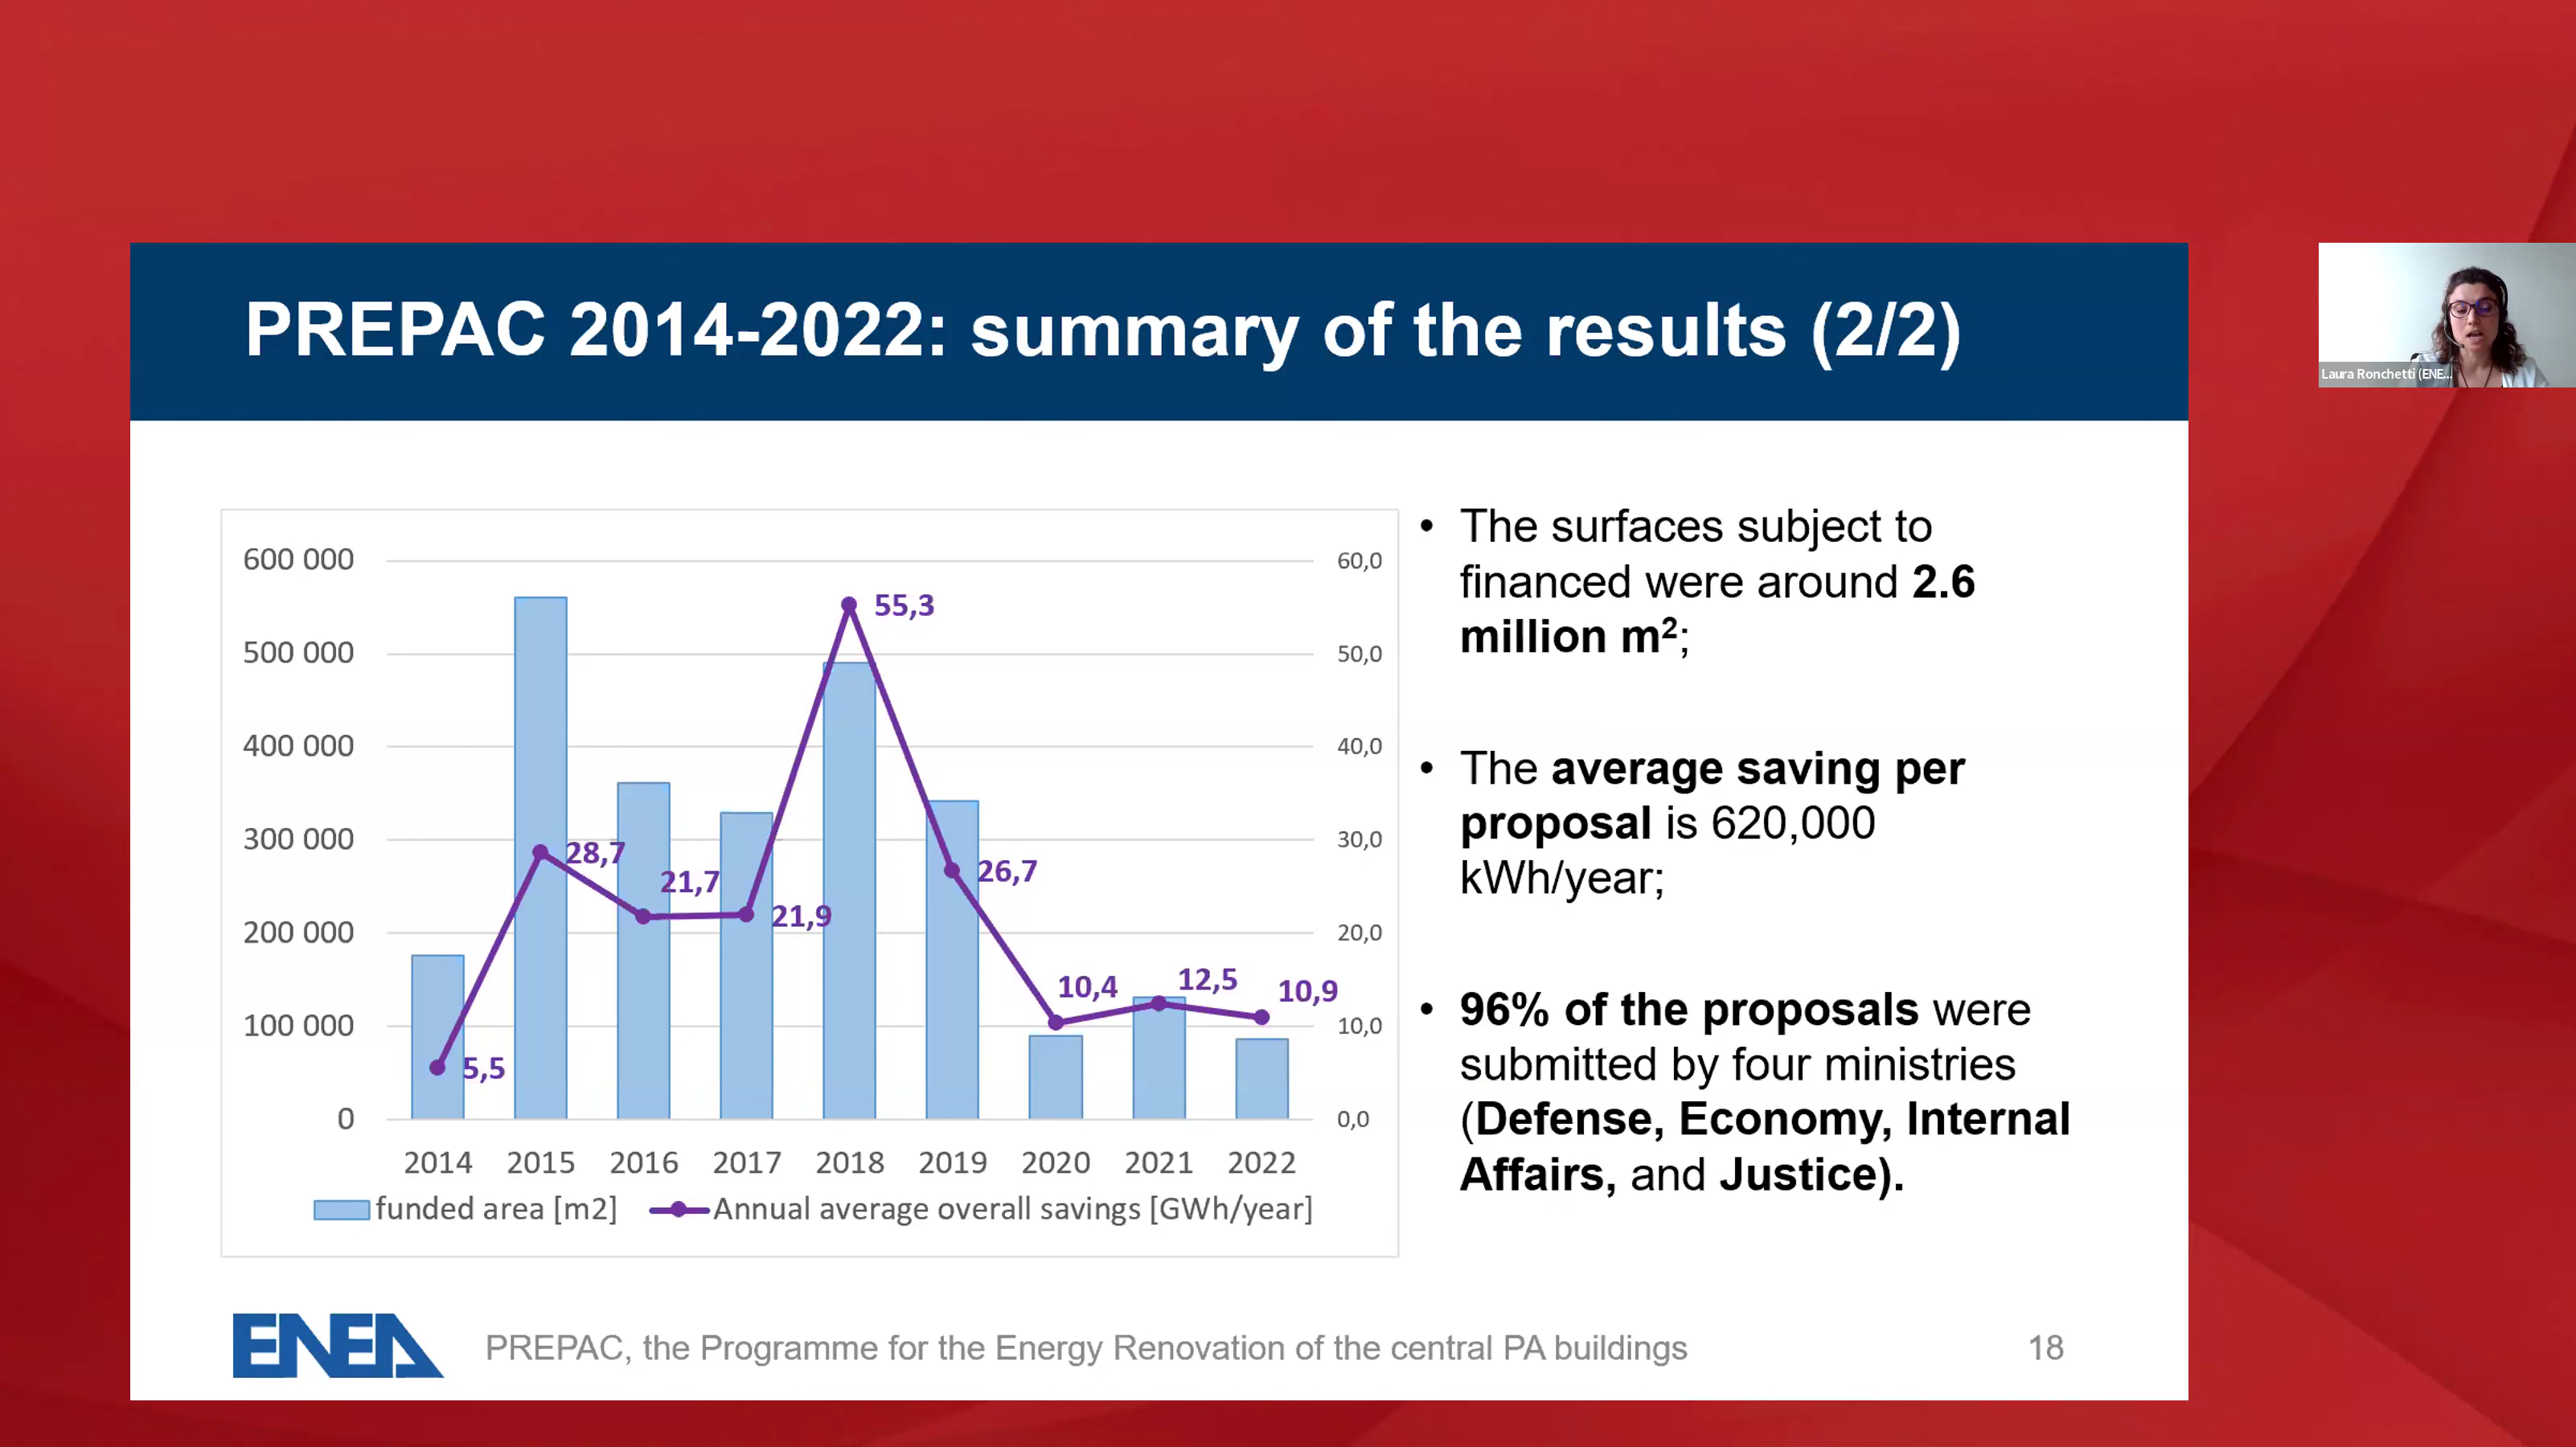 PREPAC 2014-2022: summary of the results (2/2)
Laura Ronchetti (ENE...
600 000
500 000
400 000
300 000
200 000
100 000
0
60,0
50,0
40,0
30,0
20,0
10,0
0,0
5,5
28,7
21,7
21,9
55,3
26,7
10,4
12,5
10,9
2014 2015 2016 2017 2018 2019 2020 2021 2022
funded area [m2] Annual average overall savings [GWh/year]
• The surfaces subject to
financed were around 2.6
million m²;
• The average saving per
proposal is 620,000
kWh/year;
• 96% of the proposals were
submitted by four ministries
(Defense, Economy, Internal
Affairs, and Justice).
ENEA
PREPAC, the Programme for the Energy Renovation of the central PA buildings
18